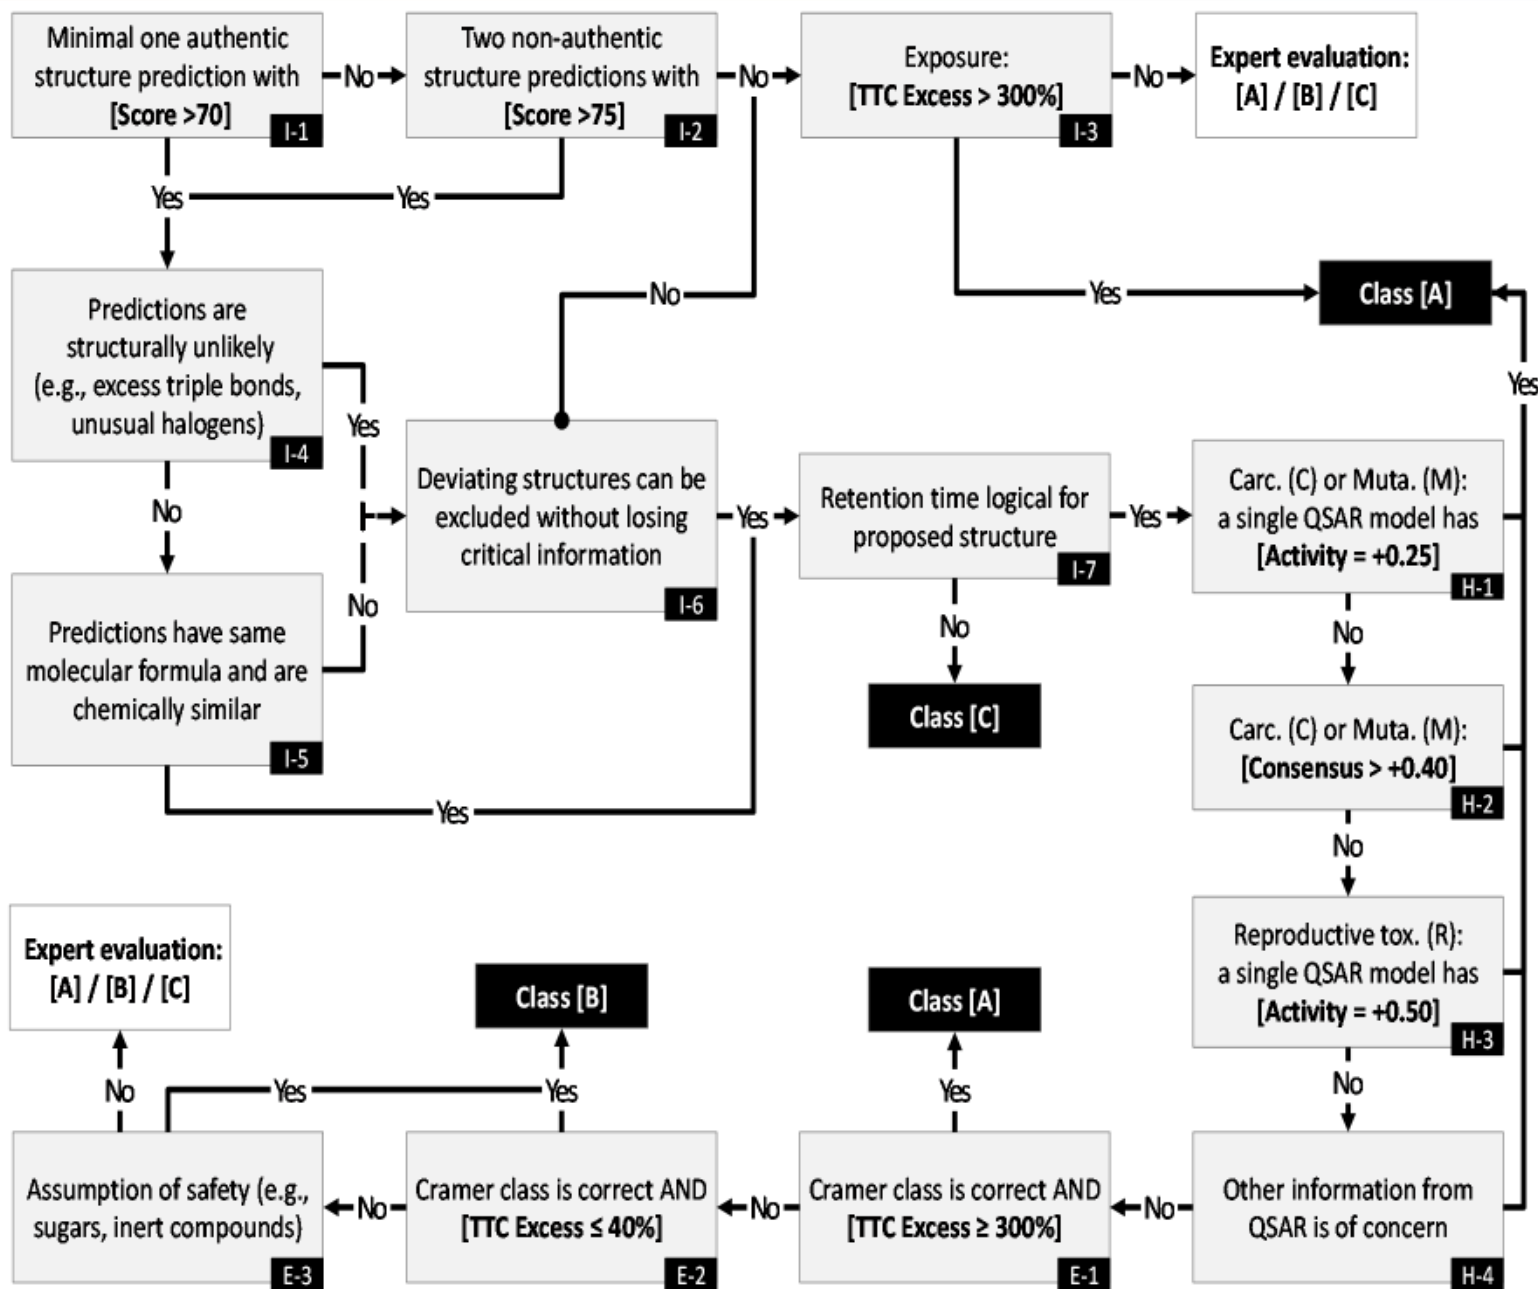 Minimal one authentic
structure prediction with
[Score >70]
I-1
No
Two non-authentic
structure predictions with
[Score >75]
I-2
No
Exposure:
[TTC Excess > 300%]
I-3
No
Expert evaluation:
[A] / [B] / [C]
Yes
Yes
No
Yes
Class [A]
Predictions are
structurally unlikely
(e.g., excess triple bonds,
unusual halogens)
I-4
Yes
Yes
No
No
Deviating structures can be
excluded without losing
critical information
I-6
Yes
Retention time logical for
proposed structure
I-7
Yes
Carc. (C) or Muta. (M):
a single QSAR model has
[Activity = +0.25]
H-1
Predictions have same
molecular formula and are
chemically similar
I-5
No
Class [C]
No
Carc. (C) or Muta. (M):
[Consensus > +0.40]
H-2
Yes
No
Reproductive tox. (R):
a single QSAR model has
[Activity = +0.50]
H-3
Expert evaluation:
[A] / [B] / [C]
Class [B]
Class [A]
No
Yes
Yes
Yes
No
Assumption of safety (e.g.,
sugars, inert compounds)
E-3
No
Cramer class is correct AND
[TTC Excess ≤ 40%]
E-2
No
Cramer class is correct AND
[TTC Excess ≥ 300%]
E-1
No
Other information from
QSAR is of concern
H-4